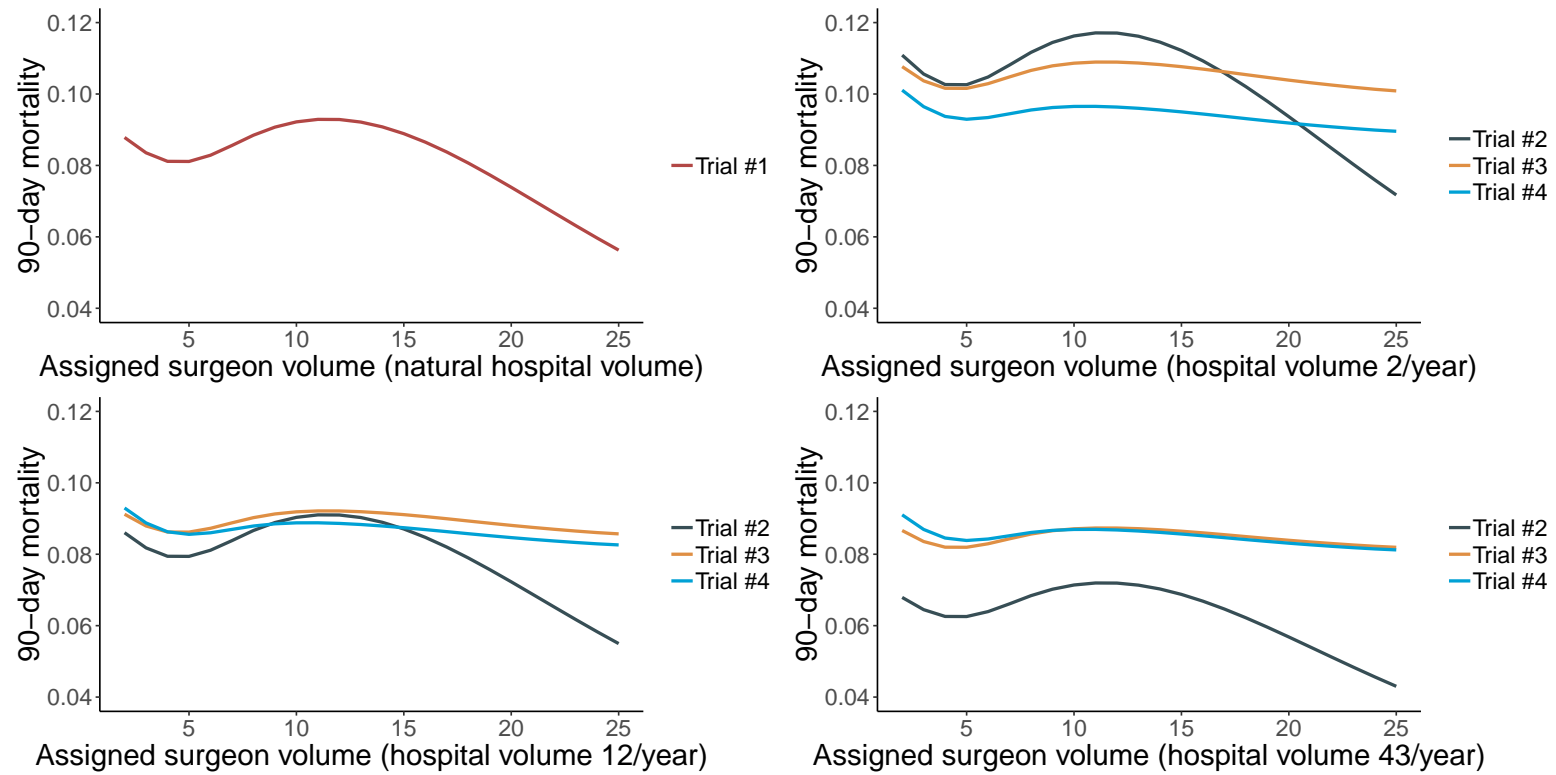 90−day mortality
0.12
0.10
0.08
0.06
0.04
5 10 15 20 25
Assigned surgeon volume (natural hospital volume)
Trial #1
90−day mortality
0.12
0.10
0.08
0.06
0.04
5 10 15 20 25
Assigned surgeon volume (hospital volume 2/year)
Trial #2
Trial #3
Trial #4
90−day mortality
0.12
0.10
0.08
0.06
0.04
5 10 15 20 25
Assigned surgeon volume (hospital volume 12/year)
Trial #2
Trial #3
Trial #4
90−day mortality
0.12
0.10
0.08
0.06
0.04
5 10 15 20 25
Assigned surgeon volume (hospital volume 43/year)
Trial #2
Trial #3
Trial #4